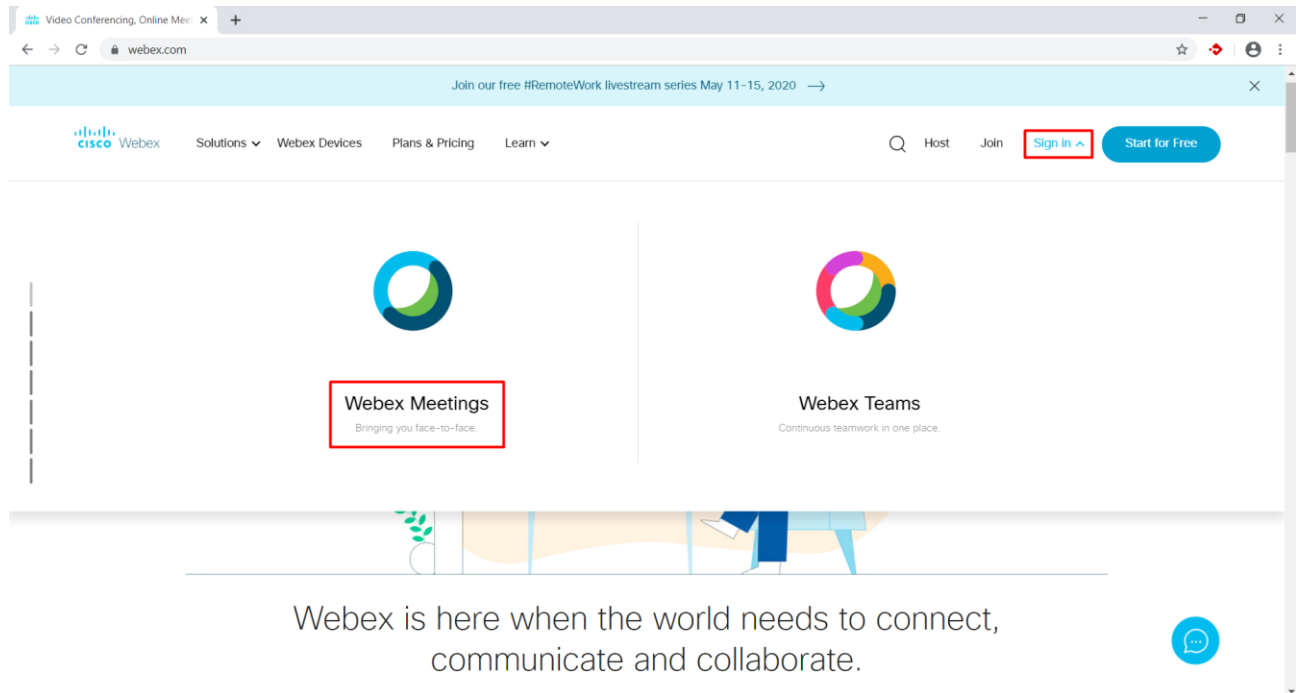 Video Conferencing, Online Mee
webex.com
Join our free #RemoteWork livestream series May 11-15, 2020 →
cisco Webex Solutions Webex Devices Plans & Pricing Learn Host Join Sign in Start for Free
Webex Meetings
Bringing you face-to-face.
Webex Teams
Continuous teamwork in one place.
Webex is here when the world needs to connect,
communicate and collaborate.